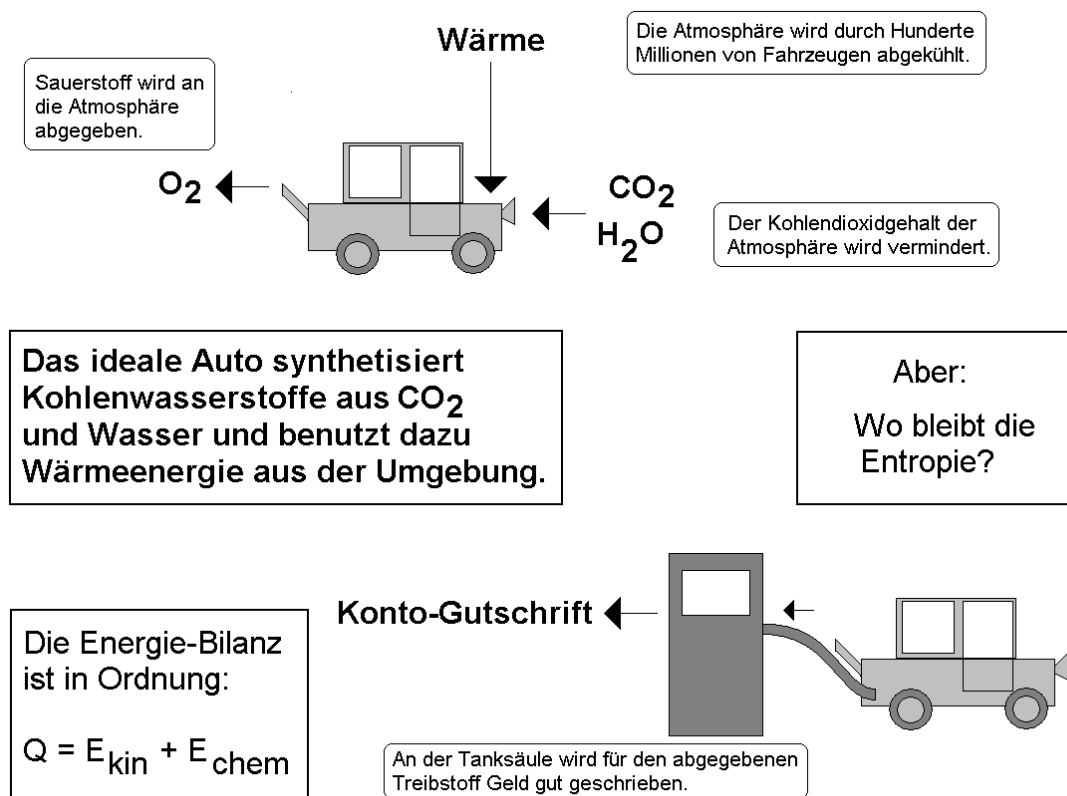 Wärme
Die Atmosphäre wird durch Hunderte
Millionen von Fahrzeugen abgekühlt.
Sauerstoff wird an
die Atmosphäre
abgegeben.
O2
CO2
H2O
Der Kohlendioxidgehalt der
Atmosphäre wird vermindert.
Das ideale Auto synthetisiert
Kohlenwasserstoffe aus CO2
und Wasser und benutzt dazu
Wärmeenergie aus der Umgebung.
Aber:
Wo bleibt die
Entropie?
Konto-Gutschrift
Die Energie-Bilanz
ist in Ordnung:
Q = Ekin + Echem
An der Tanksäule wird für den abgegebenen
Treibstoff Geld gut geschrieben.